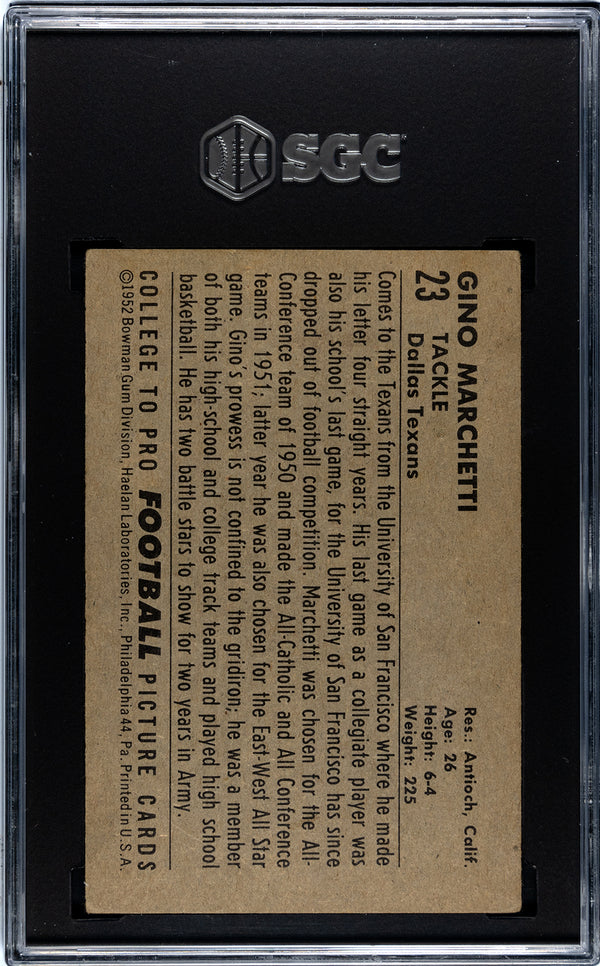 SGC
GINO MARCHETTI
23 TACKLE
Dallas Texans
Res.: Antioch, Calif.
Age: 26
Height: 6-4
Weight: 225
Comes to the Texans from the University of San Francisco where he made
his letter four straight years. His last game as a collegiate player was
also his school's last game, for the University of San Francisco has since
dropped out of football competition. Marchetti was chosen for the All-
Conference team of 1950 and made the All-Catholic and All Conference
teams in 1951; latter year he was also chosen for the East-West All Star
game. Gino's prowess is not confined to the gridiron; he was a member
of both his high-school and college track teams and played high school
basketball. He has two battle stars to show for two years in Army.
COLLEGE TO PRO FOOTBALL PICTURE CARDS
©1952 Bowman Gum Division, Haelan Laboratories, Inc., Philadelphia 44, Pa. Printed in U.S.A.